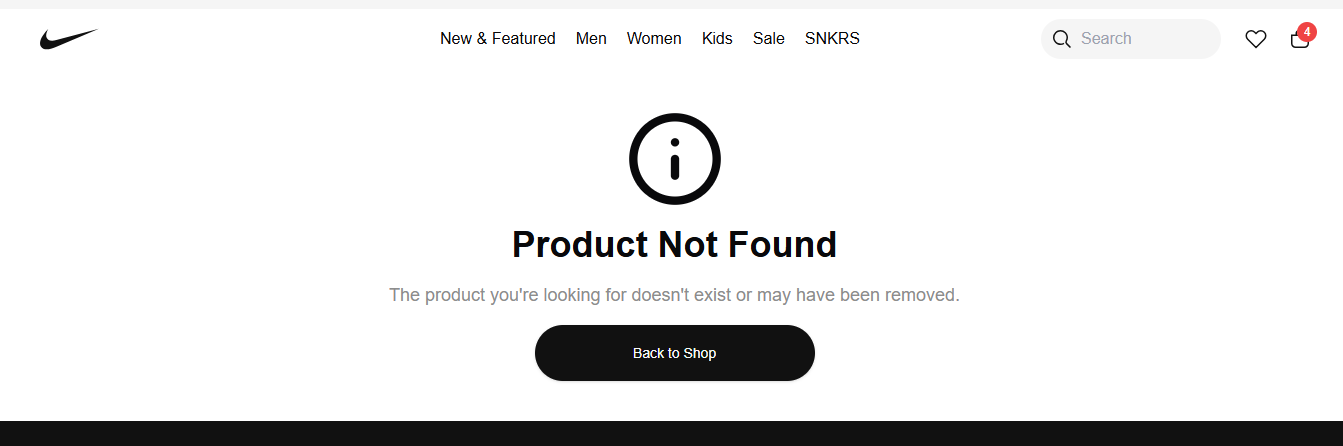 New & Featured Men Women Kids Sale SNKRS Search 4
Product Not Found
The product you're looking for doesn't exist or may have been removed.
Back to Shop